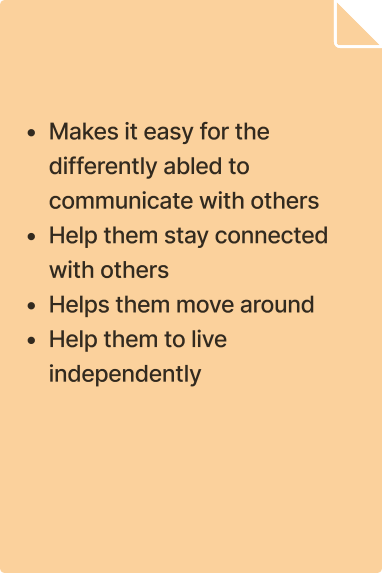 • Makes it easy for the
differently abled to
communicate with others
• Help them stay connected
with others
• Helps them move around
• Help them to live
independently